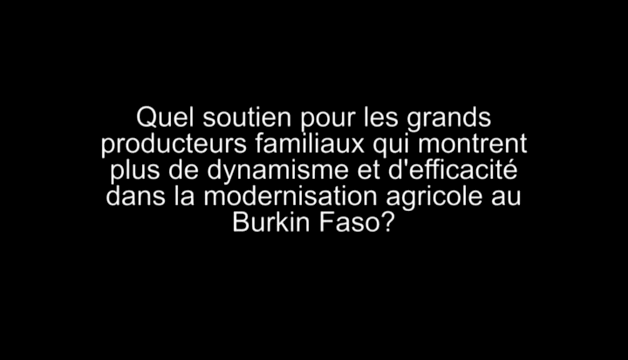 Quel soutien pour les grands
producteurs familiaux qui montrent
plus de dynamisme et d'efficacité
dans la modernisation agricole au
Burkin Faso?